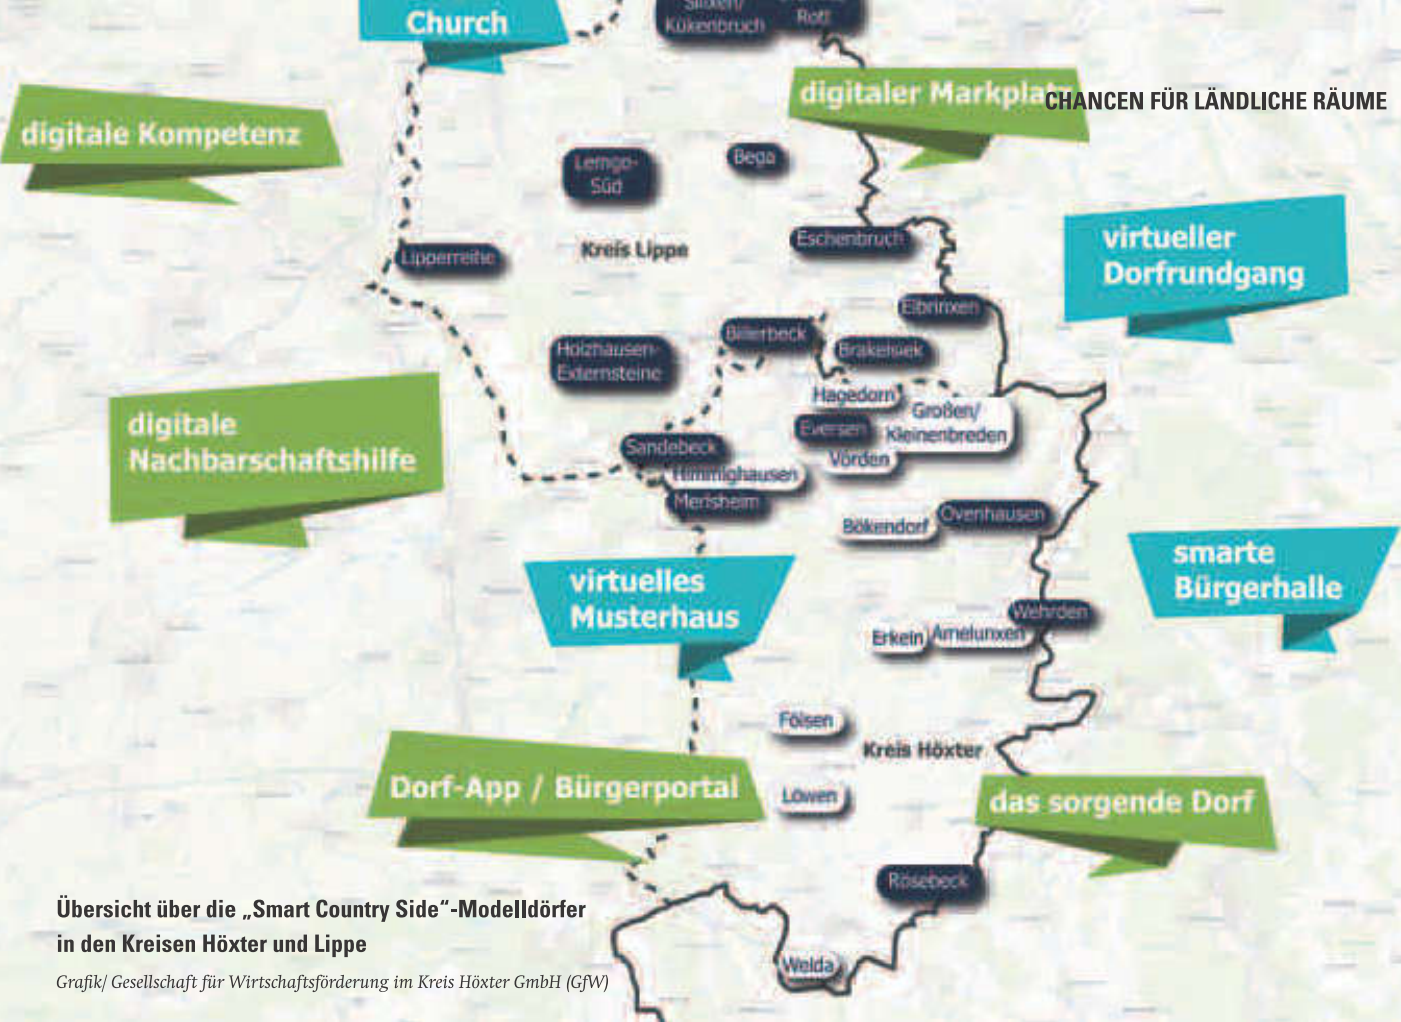 Church
Silixen/
Kükenbruch
Rott
digitaler
CHANCEN FÜR LÄNDLICHE RÄUME
digitale Kompetenz
Lemgo-
Süd
Bega
Eschenbruch
virtueller
Dorfrundgang
Kreis Lippe
Lipperreihe
Elbrinxen
Billerbeck
Holzhausen-
Externsteine
Brakelsiek
Hagedorn
Großen/
Kleinenbreden
Eversen
Vörden
digitale
Nachbarschaftshilfe
Sandebeck
Himmighausen
Merlsheim
Bökendorf
Ovenhausen
smarte
Bürgerhalle
virtuelles
Musterhaus
Wehrden
Erkeln
Amelunxen
Fölsen
Kreis Höxter
Dorf-App / Bürgerportal
Löwen
das sorgende Dorf
Rösebeck
Welda
Übersicht über die „Smart Country Side“-Modelldörfer
in den Kreisen Höxter und Lippe
Grafik/ Gesellschaft für Wirtschaftsförderung im Kreis Höxter GmbH (GfW)